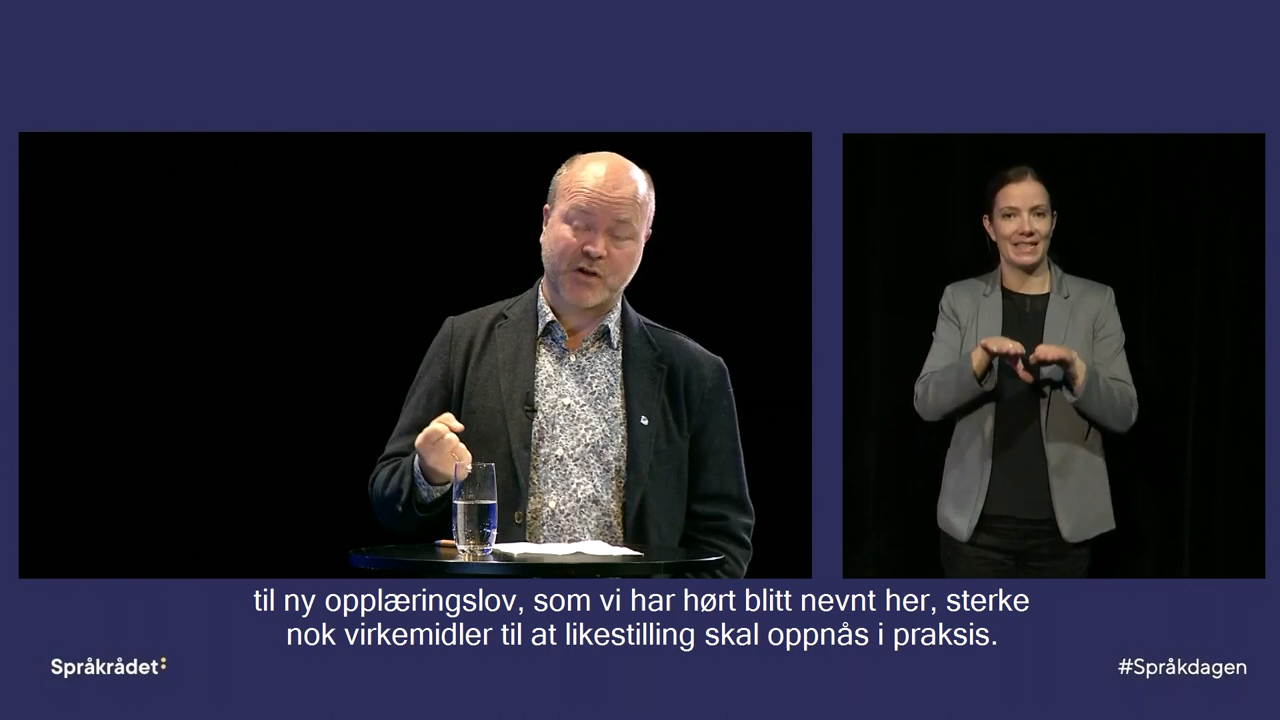 til ny opplæringslov, som vi har hørt blitt nevnt her, sterke
nok virkemidler til at likestilling skal oppnås i praksis.
Språkrådet:
#Språkdagen